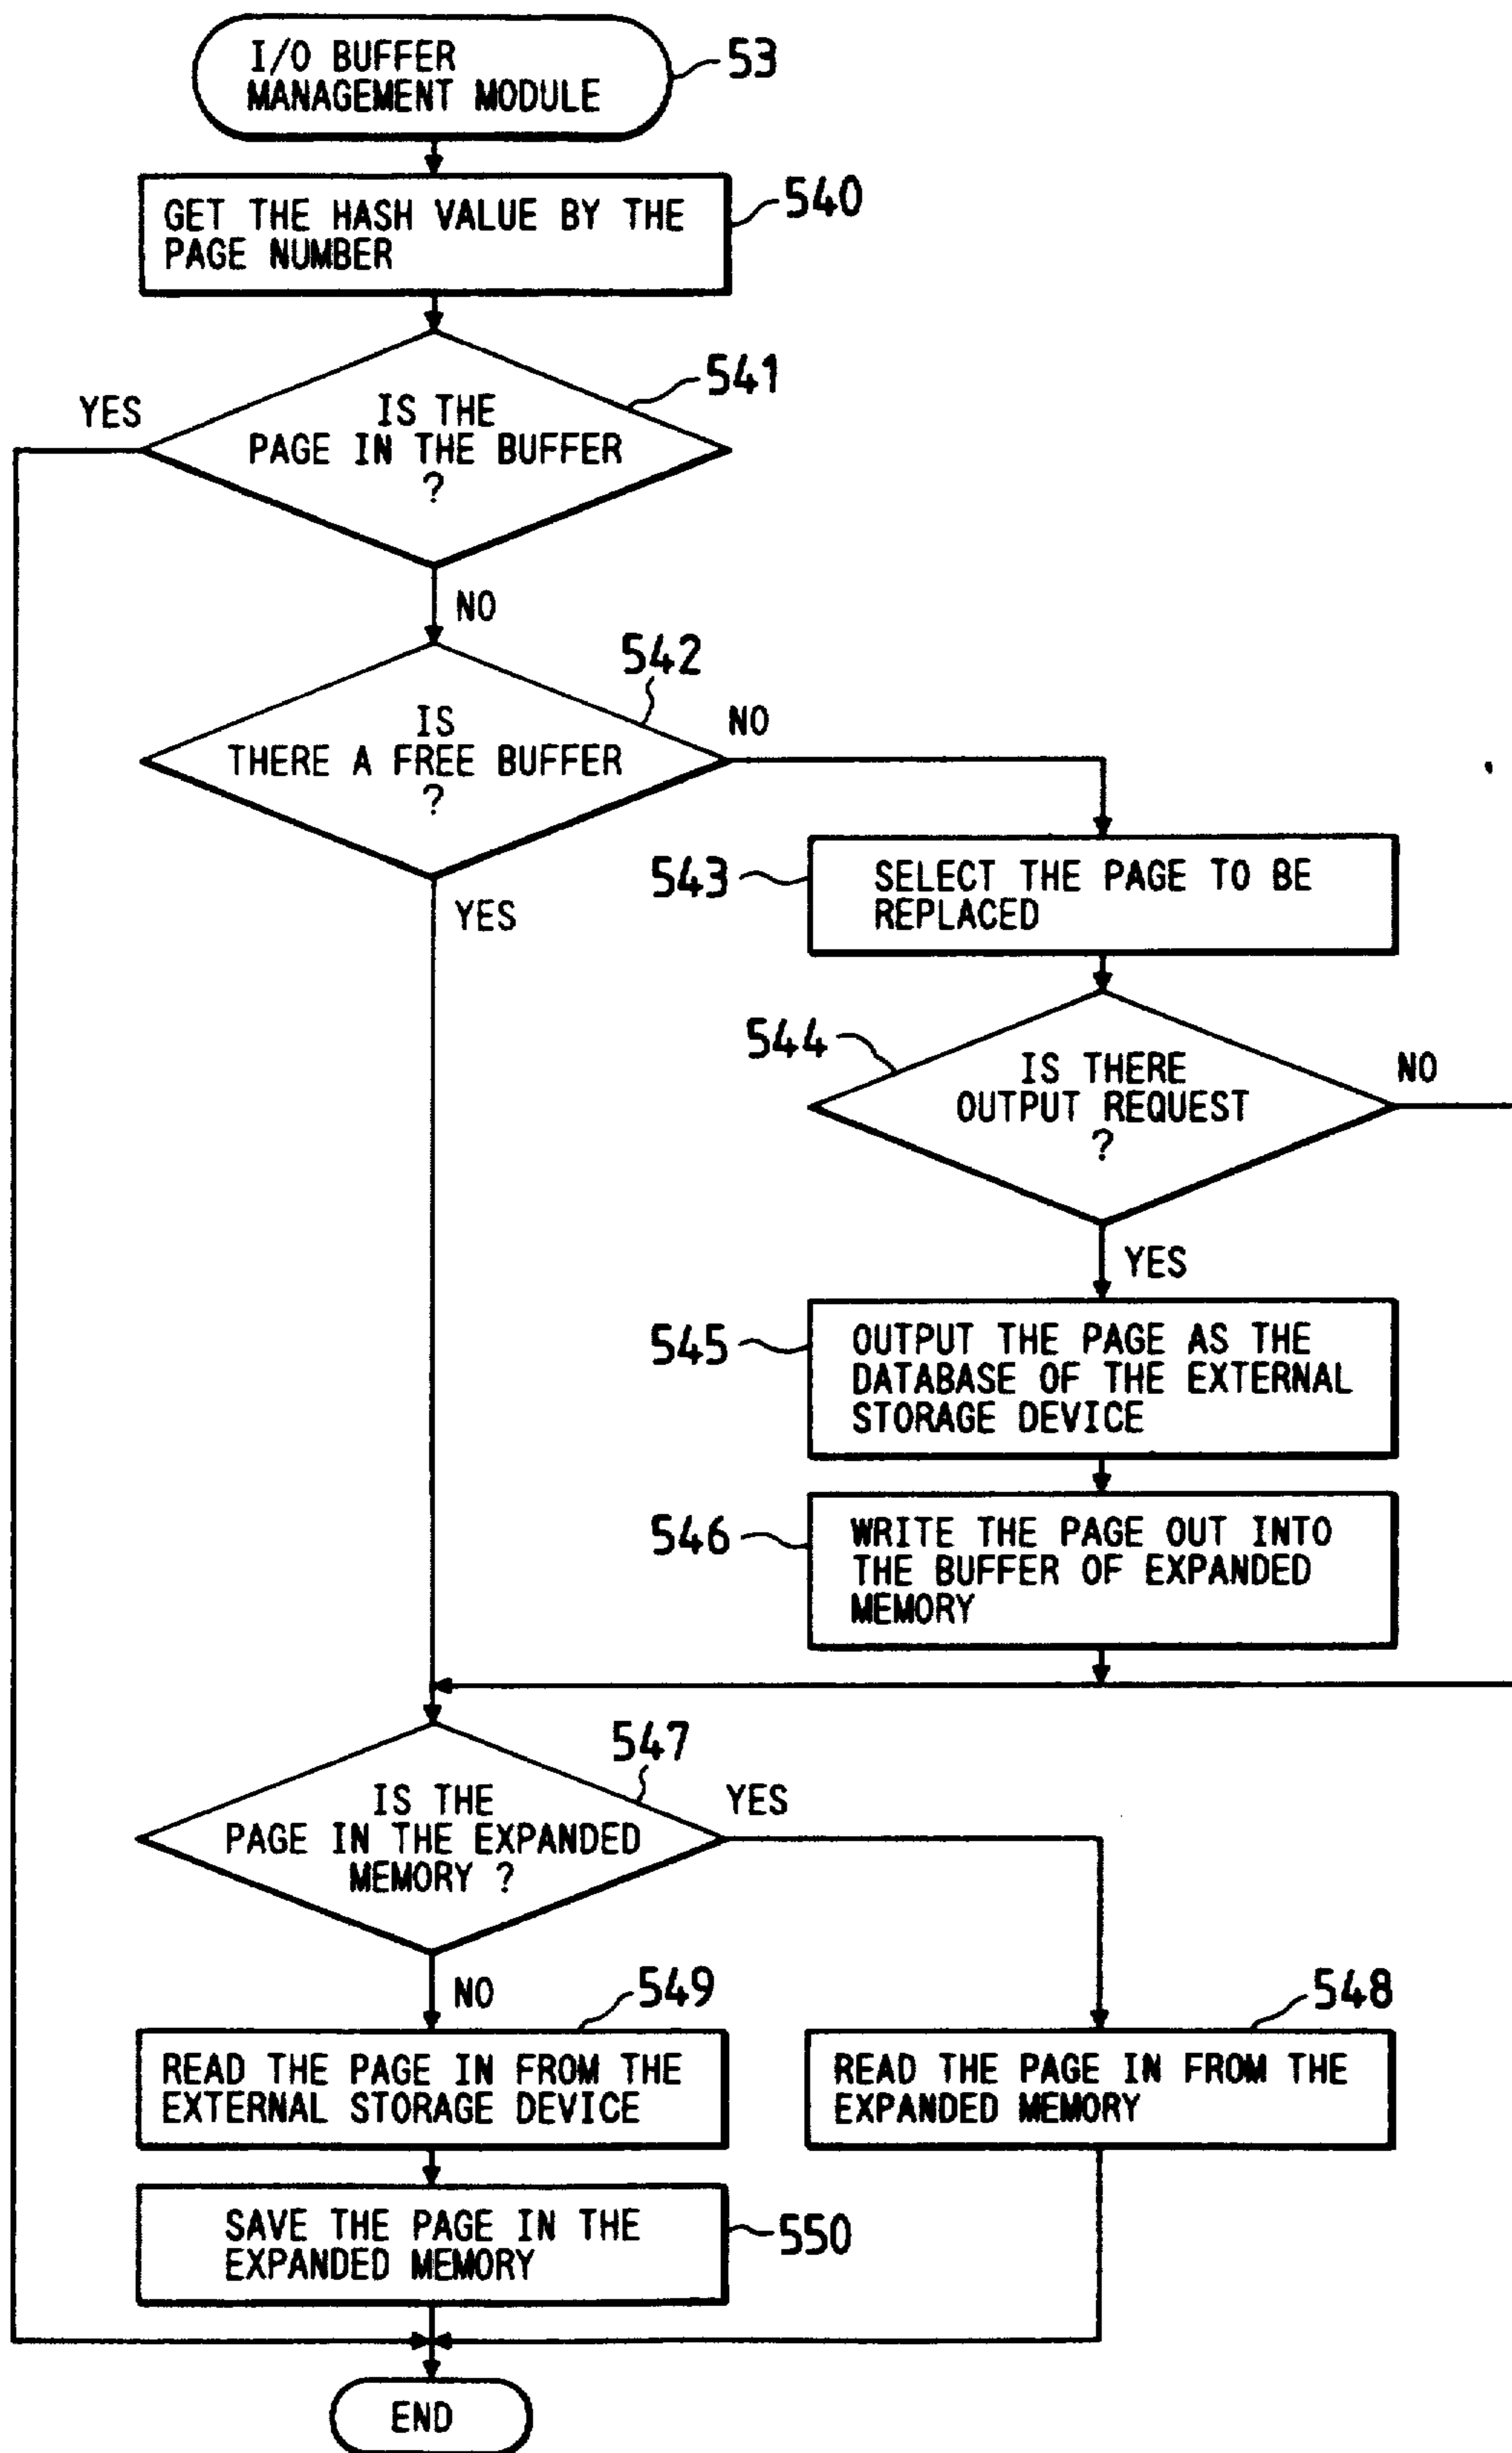 I/O BUFFER
MANAGEMENT MODULE
53
GET THE HASH VALUE BY THE
PAGE NUMBER
540
541
YES
IS THE
PAGE IN THE BUFFER
?
NO
542
IS
THERE A FREE BUFFER
?
NO
YES
543
SELECT THE PAGE TO BE
REPLACED
544
IS THERE
OUTPUT REQUEST
?
NO
YES
545
OUTPUT THE PAGE AS THE
DATABASE OF THE EXTERNAL
STORAGE DEVICE
546
WRITE THE PAGE OUT INTO
THE BUFFER OF EXPANDED
MEMORY
547
IS THE
PAGE IN THE EXPANDED
MEMORY ?
YES
NO
549
READ THE PAGE IN FROM THE
EXTERNAL STORAGE DEVICE
548
READ THE PAGE IN FROM THE
EXPANDED MEMORY
SAVE THE PAGE IN THE
EXPANDED MEMORY
550
END